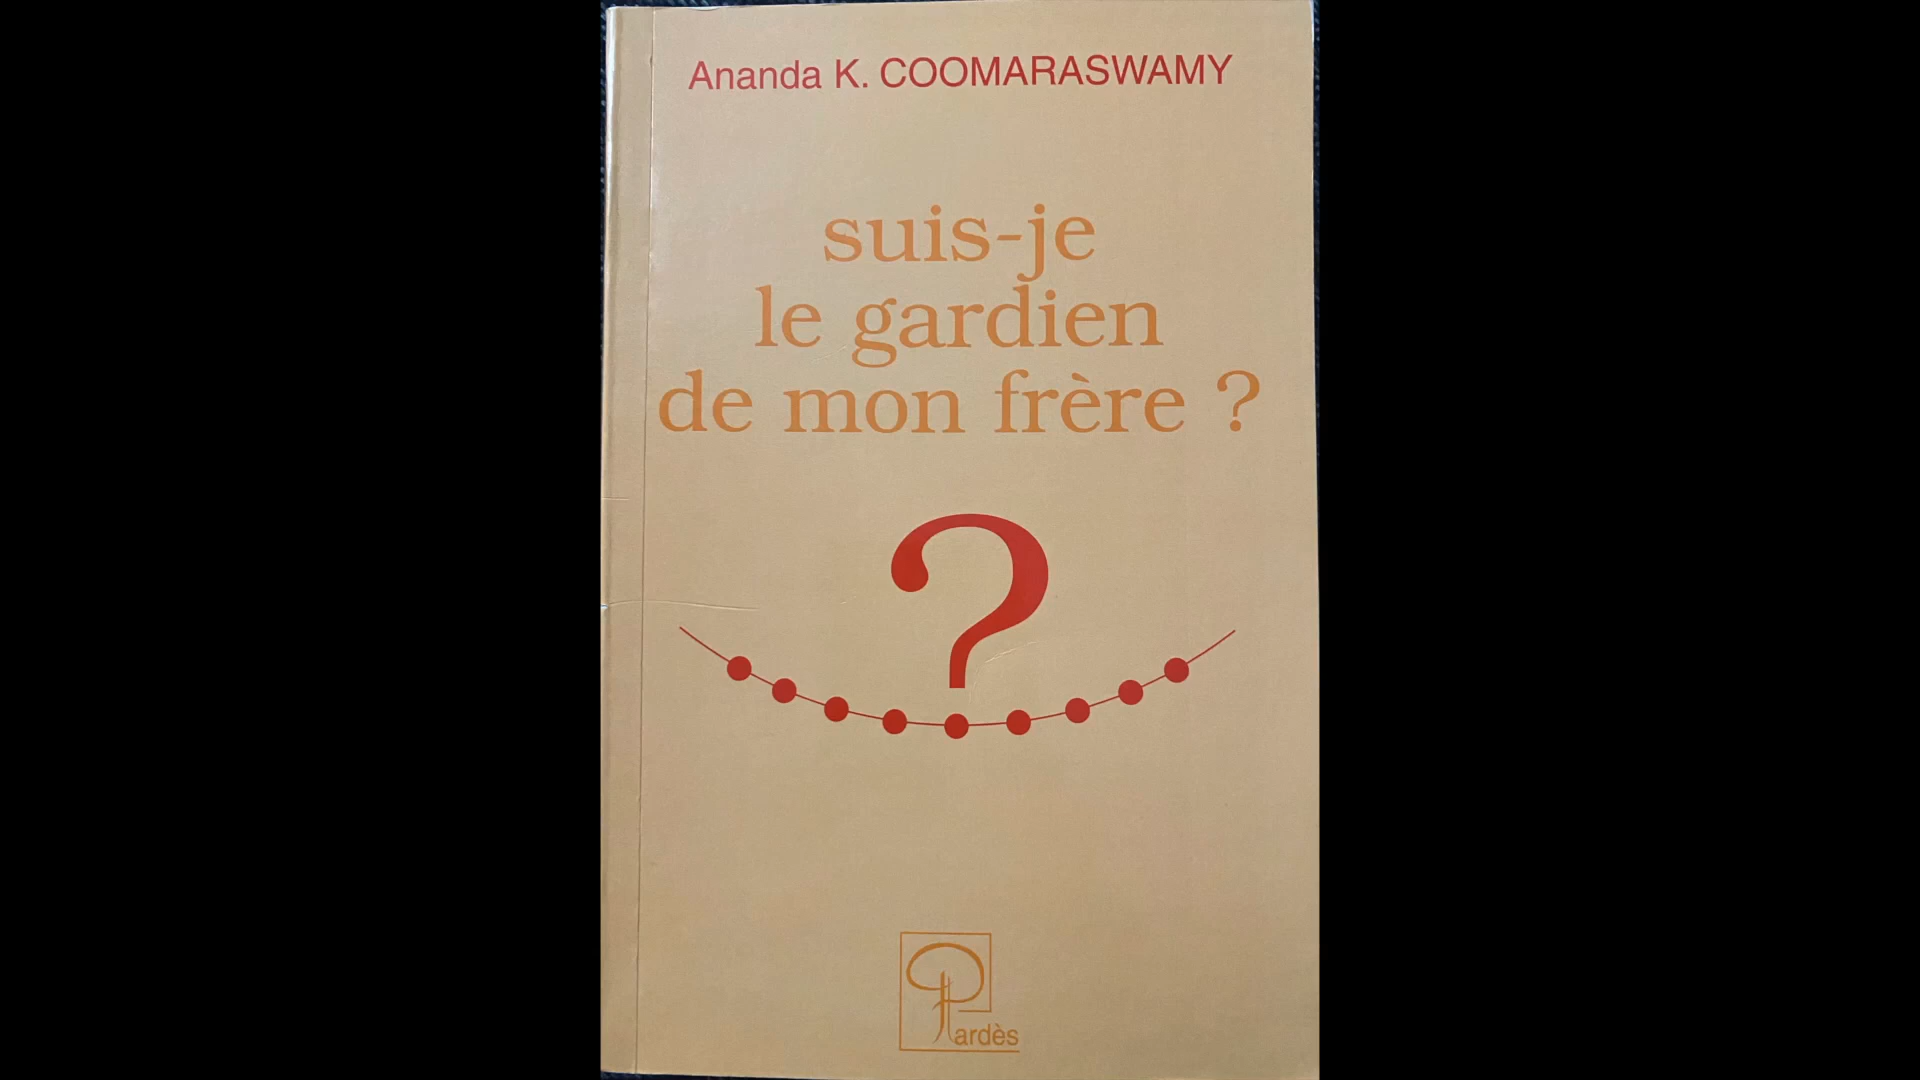 Ananda K. COOMARASWAMY
suis-je
le gardien
de mon frère ?
?
Pardès